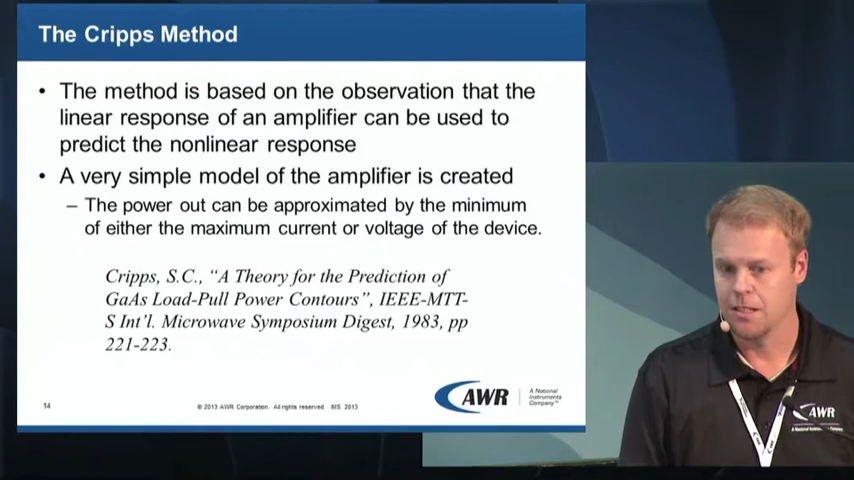 The Cripps Method
• The method is based on the observation that the
linear response of an amplifier can be used to
predict the nonlinear response
• A very simple model of the amplifier is created
– The power out can be approximated by the minimum
of either the maximum current or voltage of the device.
Cripps, S.C., “A Theory for the Prediction of
GaAs Load-Pull Power Contours”, IEEE-MTT-
S Int’l. Microwave Symposium Digest, 1983, pp
221-223.
14
© 2013 AWR Corporation. All rights reserved. IMS 2013
AWR
A National
Instruments
Company™
AWR
A National Instruments Company